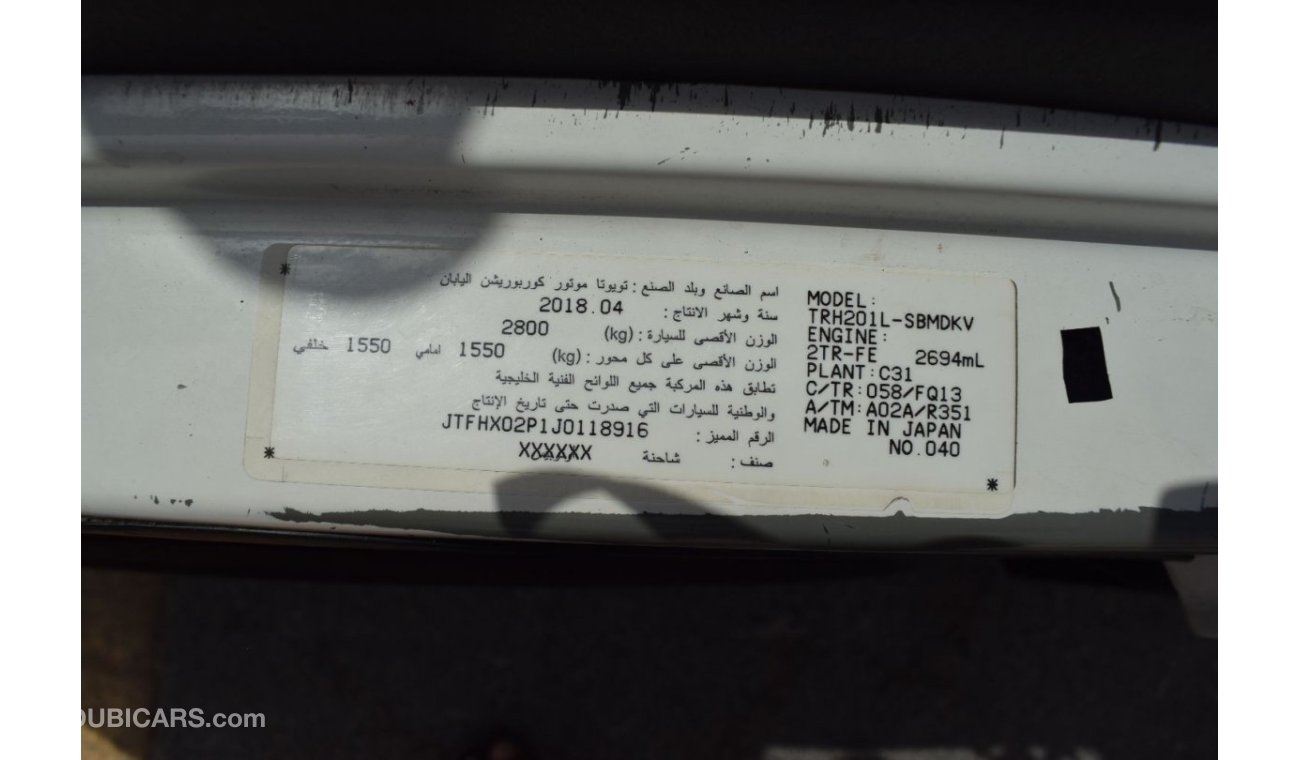 اسم الصانع وبلد الصنع : تويوتا موتور كوربوريشن اليابان
سنة وشهر الانتاج : 2018.04
الوزن الأقصى للسيارة : (kg) 2800
الوزن الأقصى على كل محور : (kg) 1550 امامي 1550 خلفي
تطابق هذه المركبة جميع اللوائح الفنية الخليجية
والوطنية للسيارات التي صدرت حتى تاريخ الإنتاج
الرقم المميز : JTFHX02P1J0118916
صنف : شاحنة XXXXXX
MODEL:
TRH201L-SBMDKV
ENGINE:
2TR-FE 2694mL
PLANT:C31
C/TR:058/FQ13
A/TM:A02A/R351
MADE IN JAPAN
NO.040
DUBICARS.com